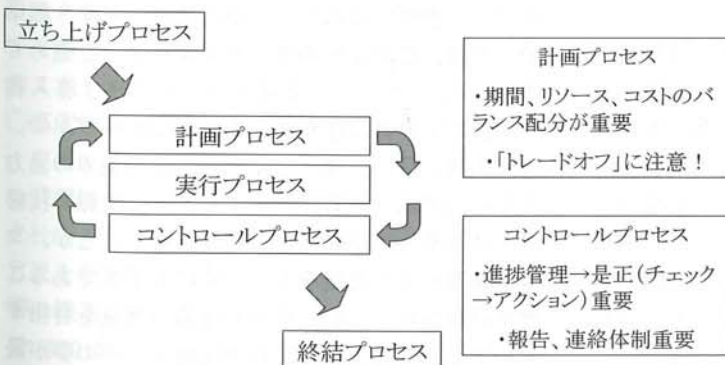 立ち上げプロセス
計画プロセス
実行プロセス
コントロールプロセス
終結プロセス
計画プロセス
・期間、リソース、コストのバ
ランス配分が重要
・「トレードオフ」に注意！
コントロールプロセス
・進捗管理→是正(チェック
→アクション)重要
・報告、連絡体制重要